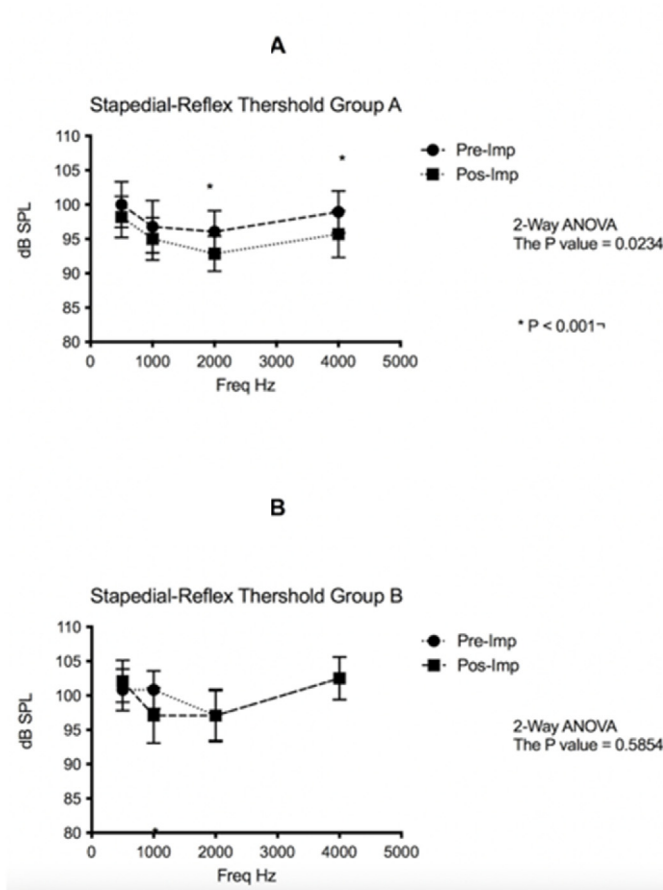 A
Stapedial-Reflex Thershold Group A
110
105
100
95
90
85
80
dB SPL
*
*
0
1000
2000
3000
4000
5000
Freq Hz
Pre-Imp
Pos-Imp
2-Way ANOVA
The P value = 0.0234
* P < 0.001¬
B
Stapedial-Reflex Thershold Group B
110
105
100
95
90
85
80
dB SPL
0
1000
2000
3000
4000
5000
Freq Hz
Pre-Imp
Pos-Imp
2-Way ANOVA
The P value = 0.5854